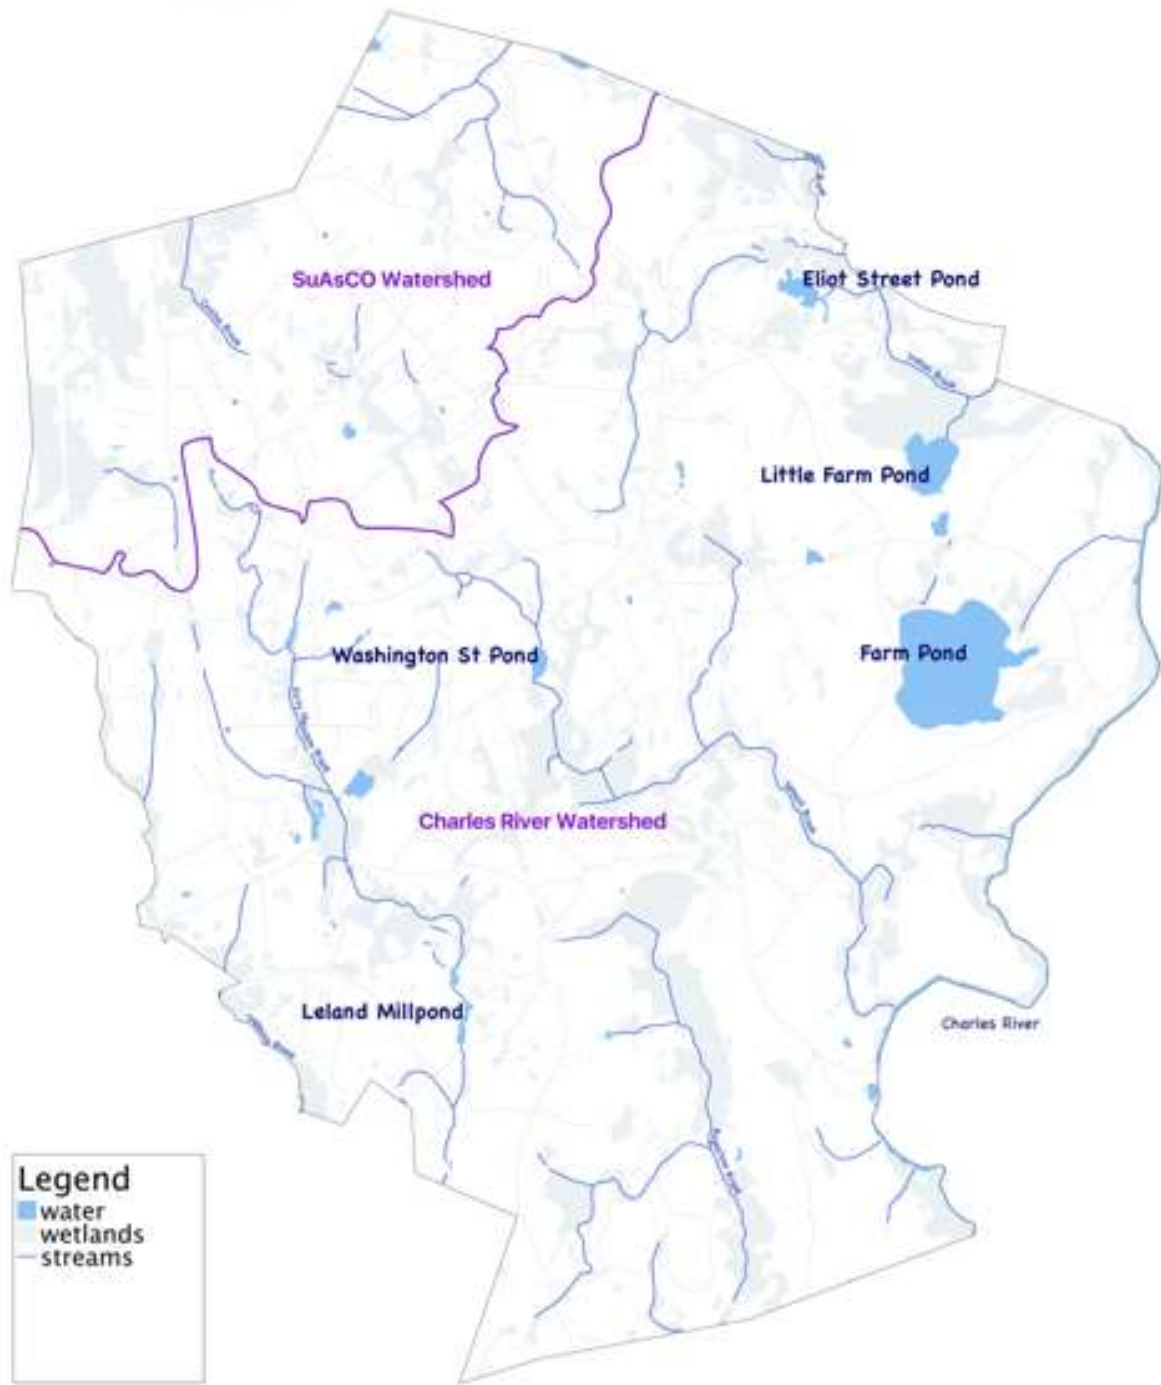 SuAsCO Watershed
Eliot Street Pond
Little Farm Pond
Washington St Pond
Farm Pond
Charles River Watershed
Leland Millpond
Charles River
Legend
water
wetlands
streams